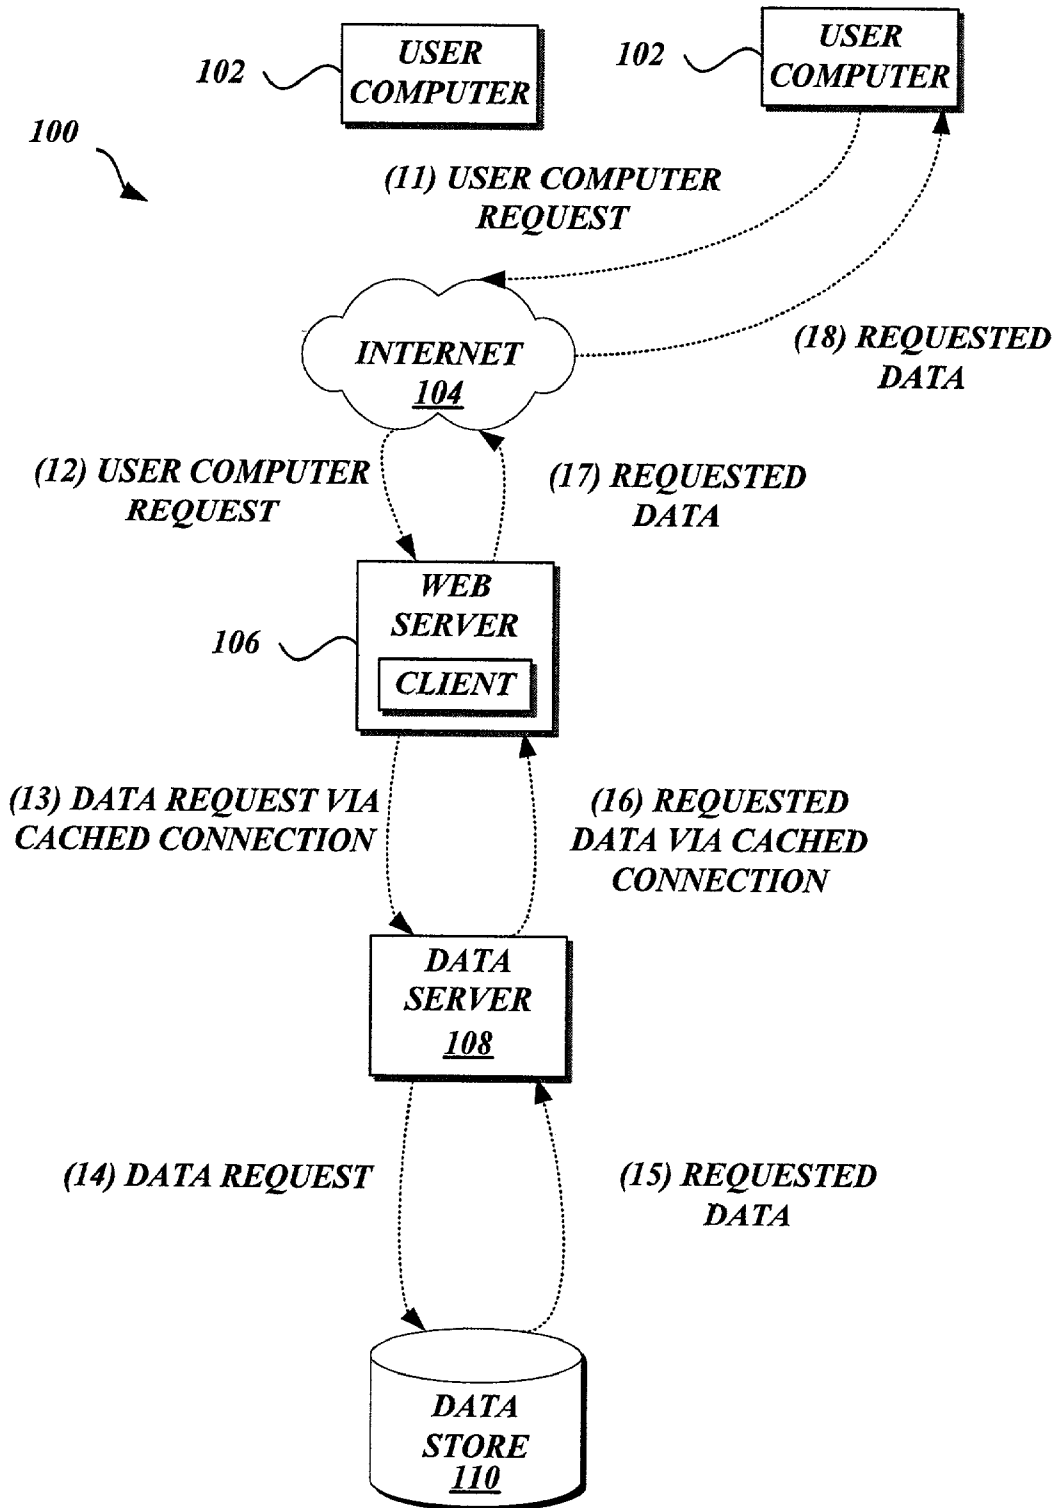 102
USER
COMPUTER
102
USER
COMPUTER
100
(11) USER COMPUTER
REQUEST
INTERNET
104
(18) REQUESTED
DATA
(12) USER COMPUTER
REQUEST
(17) REQUESTED
DATA
WEB
SERVER
CLIENT
106
(13) DATA REQUEST VIA
CACHED CONNECTION
(16) REQUESTED
DATA VIA CACHED
CONNECTION
DATA
SERVER
108
(14) DATA REQUEST
(15) REQUESTED
DATA
DATA
STORE
110